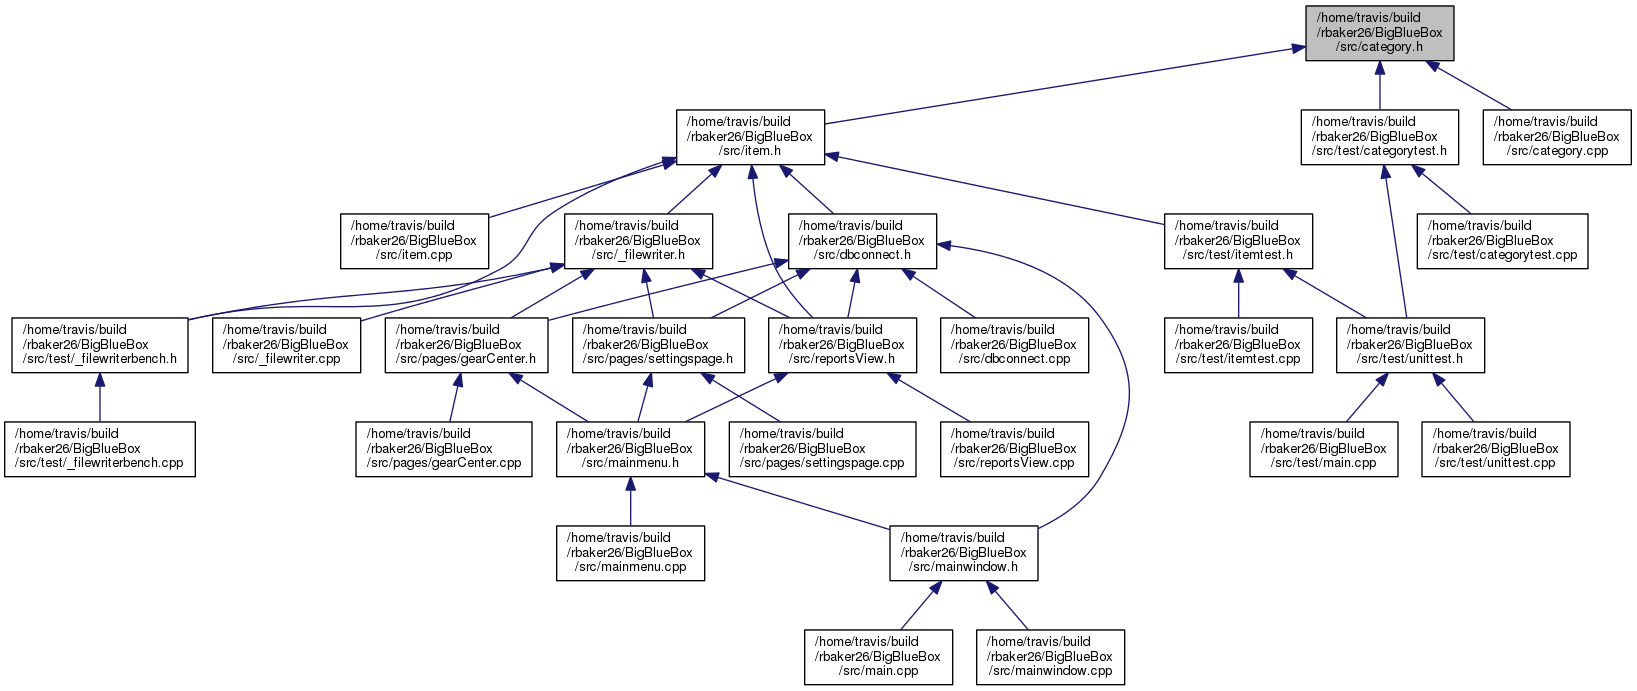 /home/travis/build
/rbaker26/BigBlueBox
/src/category.h
/home/travis/build
/rbaker26/BigBlueBox
/src/item.h
/home/travis/build
/rbaker26/BigBlueBox
/src/test/categorytest.h
/home/travis/build
/rbaker26/BigBlueBox
/src/category.cpp
/home/travis/build
/rbaker26/BigBlueBox
/src/item.cpp
/home/travis/build
/rbaker26/BigBlueBox
/src/_filewriter.h
/home/travis/build
/rbaker26/BigBlueBox
/src/dbconnect.h
/home/travis/build
/rbaker26/BigBlueBox
/src/test/itemtest.h
/home/travis/build
/rbaker26/BigBlueBox
/src/test/categorytest.cpp
/home/travis/build
/rbaker26/BigBlueBox
/src/test/_filewriterbench.h
/home/travis/build
/rbaker26/BigBlueBox
/src/_filewriter.cpp
/home/travis/build
/rbaker26/BigBlueBox
/src/pages/gearCenter.h
/home/travis/build
/rbaker26/BigBlueBox
/src/pages/settingspage.h
/home/travis/build
/rbaker26/BigBlueBox
/src/reportsView.h
/home/travis/build
/rbaker26/BigBlueBox
/src/dbconnect.cpp
/home/travis/build
/rbaker26/BigBlueBox
/src/test/itemtest.cpp
/home/travis/build
/rbaker26/BigBlueBox
/src/test/unittest.h
/home/travis/build
/rbaker26/BigBlueBox
/src/test/_filewriterbench.cpp
/home/travis/build
/rbaker26/BigBlueBox
/src/pages/gearCenter.cpp
/home/travis/build
/rbaker26/BigBlueBox
/src/mainmenu.h
/home/travis/build
/rbaker26/BigBlueBox
/src/pages/settingspage.cpp
/home/travis/build
/rbaker26/BigBlueBox
/src/reportsView.cpp
/home/travis/build
/rbaker26/BigBlueBox
/src/test/main.cpp
/home/travis/build
/rbaker26/BigBlueBox
/src/test/unittest.cpp
/home/travis/build
/rbaker26/BigBlueBox
/src/mainmenu.cpp
/home/travis/build
/rbaker26/BigBlueBox
/src/mainwindow.h
/home/travis/build
/rbaker26/BigBlueBox
/src/main.cpp
/home/travis/build
/rbaker26/BigBlueBox
/src/mainwindow.cpp